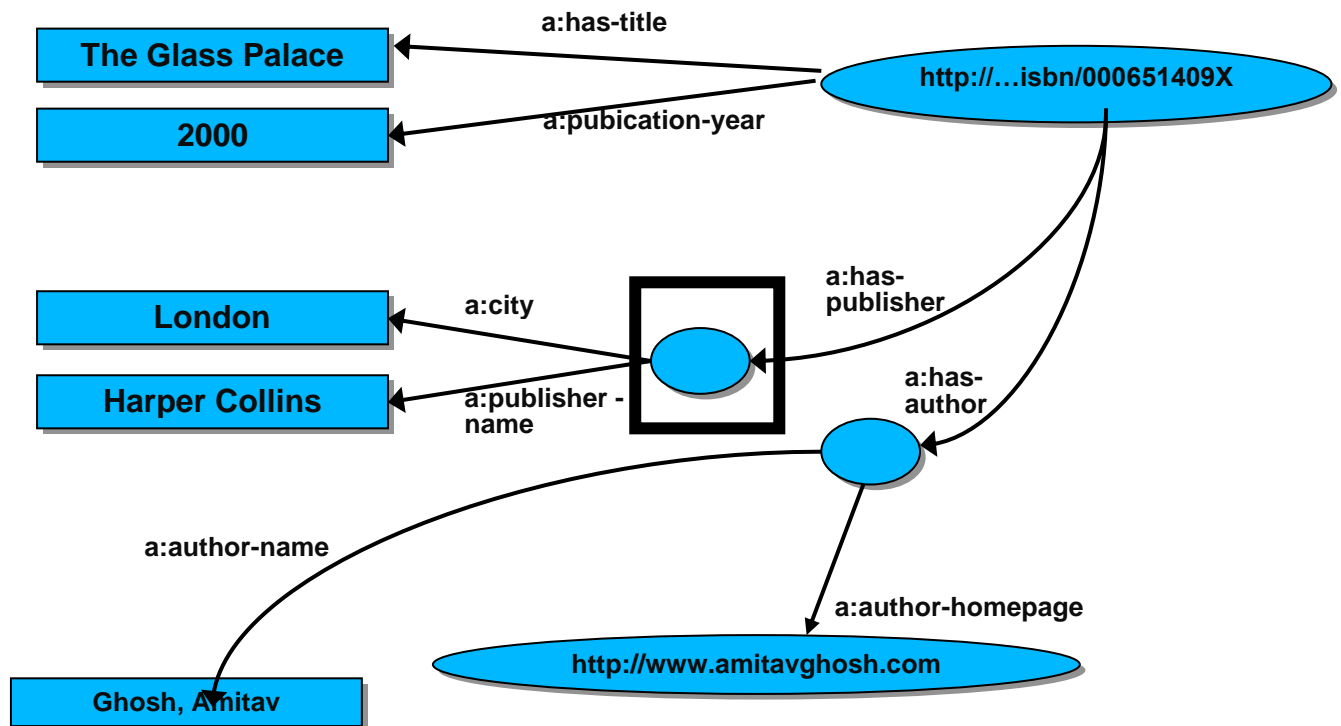 a:has-title
The Glass Palace
http://…isbn/000651409X
2000
a:pubication-year
a:has-
publisher
London
a:city
Harper Collins
a:publisher -
name
a:has-
author
a:author-name
a:author-homepage
http://www.amitavghosh.com
Ghosh, Amitav